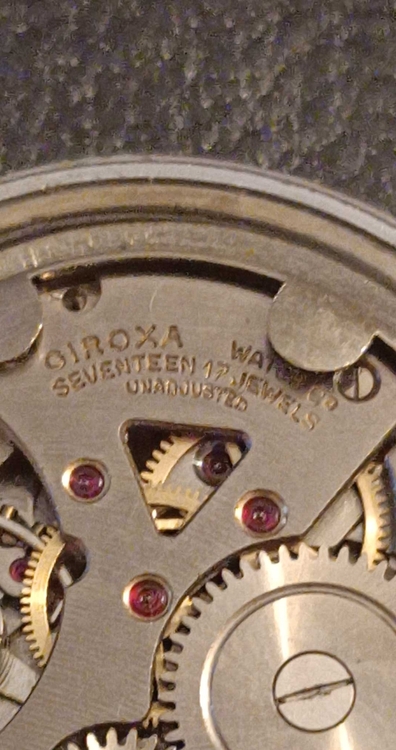 GIROXA WATCH CO
SEVENTEEN 17 JEWELS
UNADJUSTED